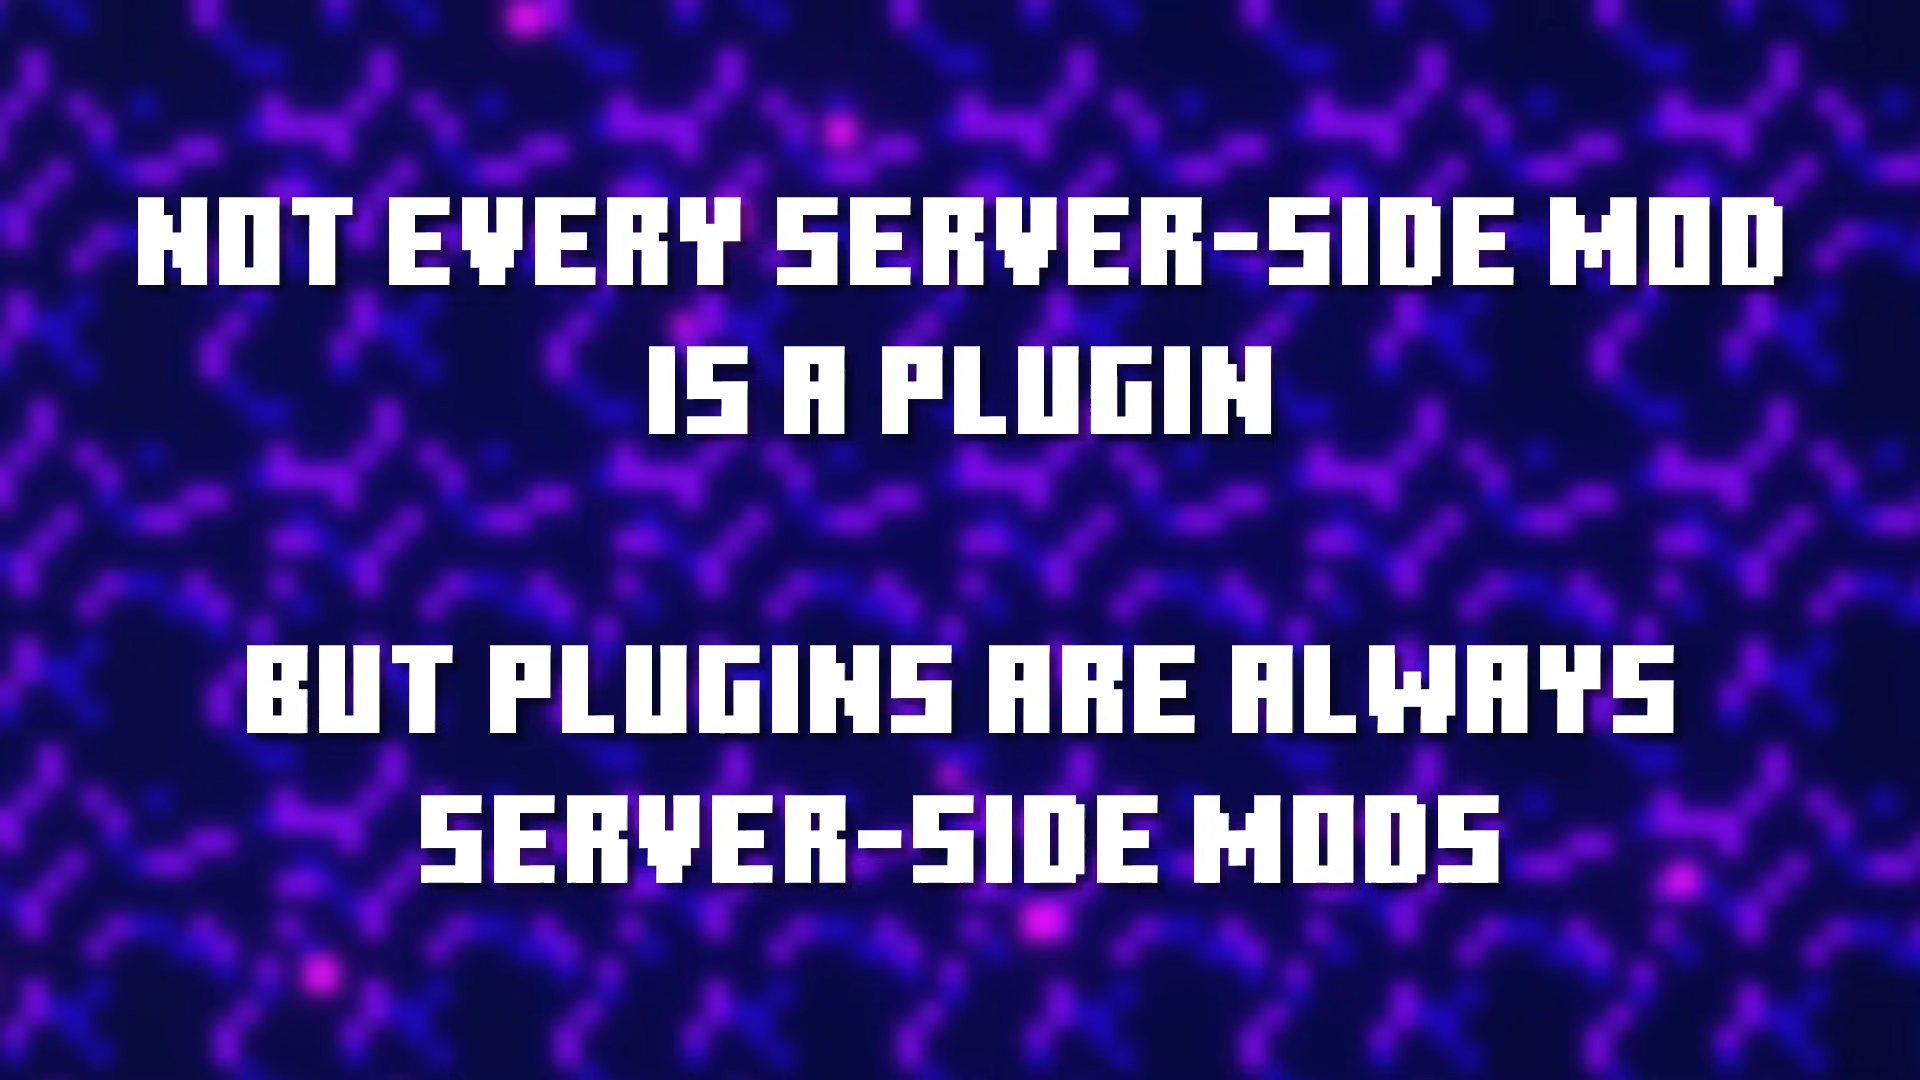 NOT EVERY SERVER-SIDE MOD
IS A PLUGIN
BUT PLUGINS ARE ALWAYS
SERVER-SIDE MODS